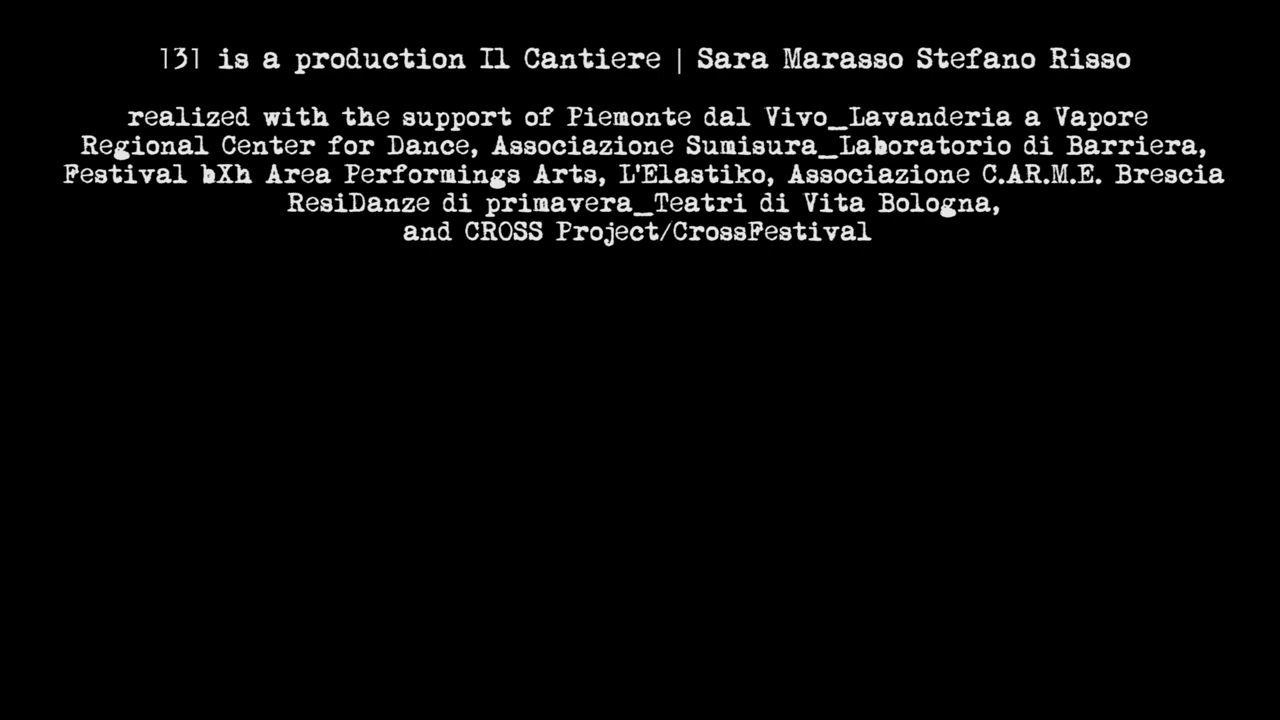 131 is a production Il Cantiere | Sara Marasso Stefano Risso
realized with the support of Piemonte dal Vivo_Lavanderia a Vapore
Regional Center for Dance, Associazione Sumisura_Laboratorio di Barriera,
Festival bXh Area Performings Arts, L'Elastiko, Associazione C.AR.M.E. Brescia
ResiDanze di primavera_Teatri di Vita Bologna,
and CROSS Project/CrossFestival